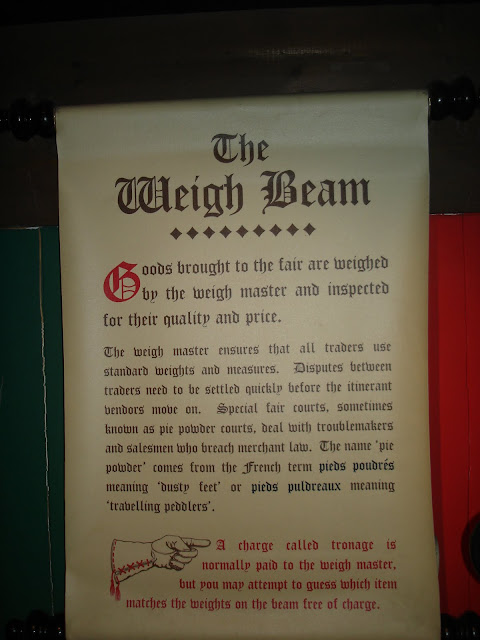 The
Weigh Beam
Goods brought to the fair are weighed
by the weigh master and inspected
for their quality and price.
The weigh master ensures that all traders use
standard weights and measures. Disputes between
traders need to be settled quickly before the itinerant
vendors move on. Special fair courts, sometimes
known as pie powder courts, deal with troublemakers
and salesmen who breach merchant law. The name 'pie
powder' comes from the French term pieds poudrés
meaning 'dusty feet' or pieds puldreaux meaning
'travelling peddlers'.
A charge called tronage is
normally paid to the weigh master,
but you may attempt to guess which item
matches the weights on the beam free of charge.